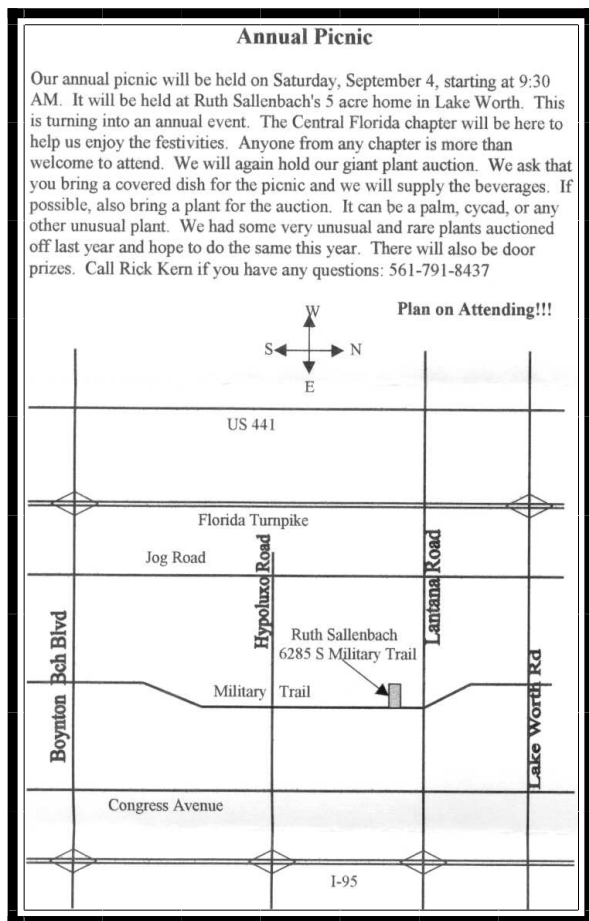 Annual Picnic
Our annual picnic will be held on Saturday, September 4, starting at 9:30
AM. It will be held at Ruth Sallenbach's 5 acre home in Lake Worth. This
is turning into an annual event. The Central Florida chapter will be here to
help us enjoy the festivities. Anyone from any chapter is more than
welcome to attend. We will again hold our giant plant auction. We ask that
you bring a covered dish for the picnic and we will supply the beverages. If
possible, also bring a plant for the auction. It can be a palm, cycad, or any
other unusual plant. We had some very unusual and rare plants auctioned
off last year and hope to do the same this year. There will also be door
prizes. Call Rick Kern if you have any questions: 561-791-8437
Plan on Attending!!!
W
S N
E
US 441
Florida Turnpike
Jog Road
Hypoluxo Road
Lantana Road
Boynton Bch Blvd
Ruth Sallenbach
6285 S Military Trail
Military Trail
Lake Worth Rd
Congress Avenue
I-95